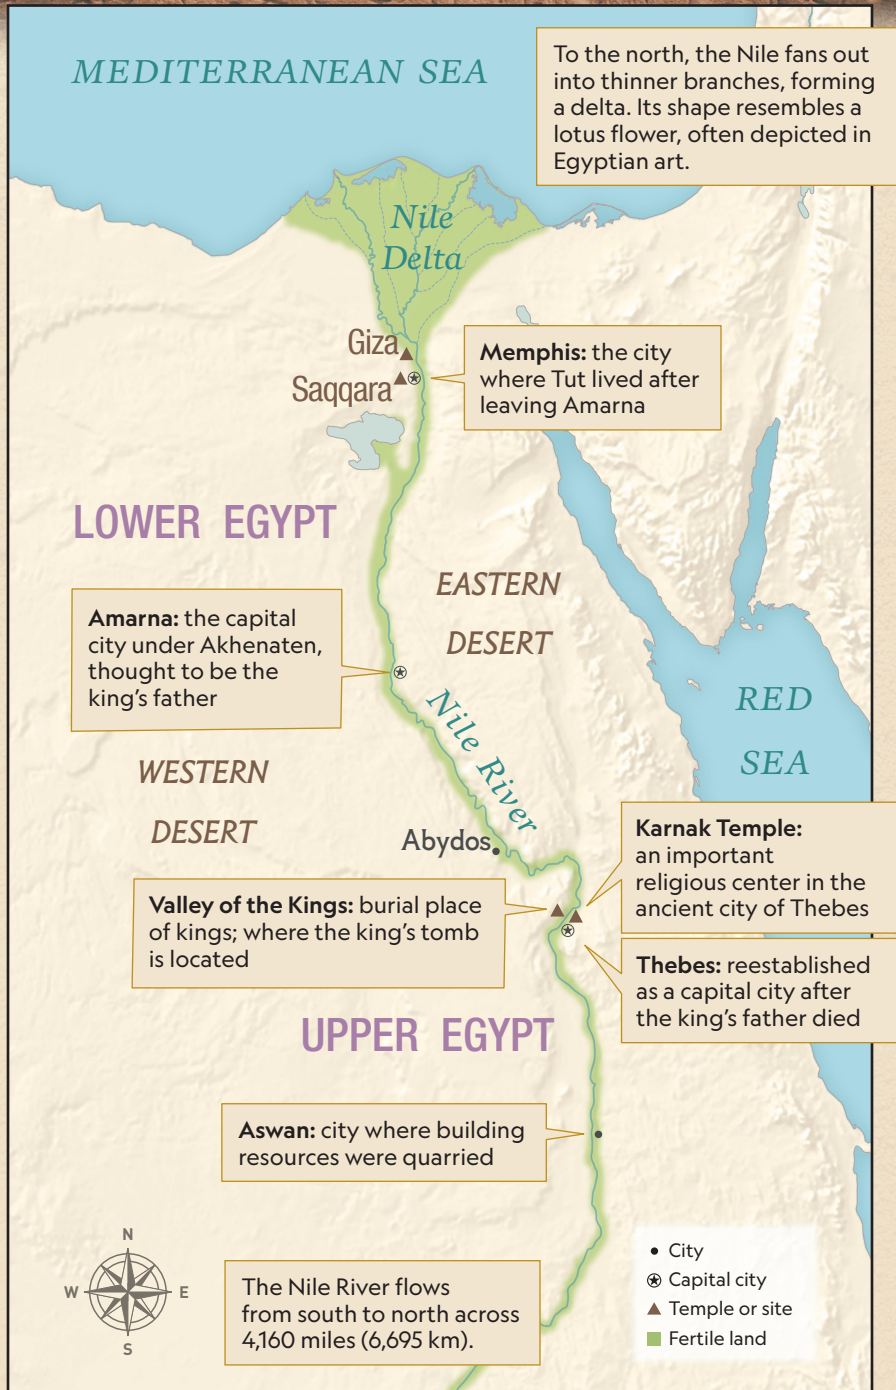 MEDITERRANEAN SEA
To the north, the Nile fans out
into thinner branches, forming
a delta. Its shape resembles a
lotus flower, often depicted in
Egyptian art.
Nile
Delta
Giza
Saqqara
Memphis: the city
where Tut lived after
leaving Amarna
LOWER EGYPT
EASTERN
DESERT
Amarna: the capital
city under Akhenaten,
thought to be the
king's father
Nile River
RED
SEA
WESTERN
DESERT
Abydos
Karnak Temple:
an important
religious center in the
ancient city of Thebes
Valley of the Kings: burial place
of kings; where the king's tomb
is located
Thebes: reestablished
as a capital city after
the king's father died
UPPER EGYPT
Aswan: city where building
resources were quarried
N
W E
S
The Nile River flows
from south to north across
4,160 miles (6,695 km).
City
Capital city
Temple or site
Fertile land